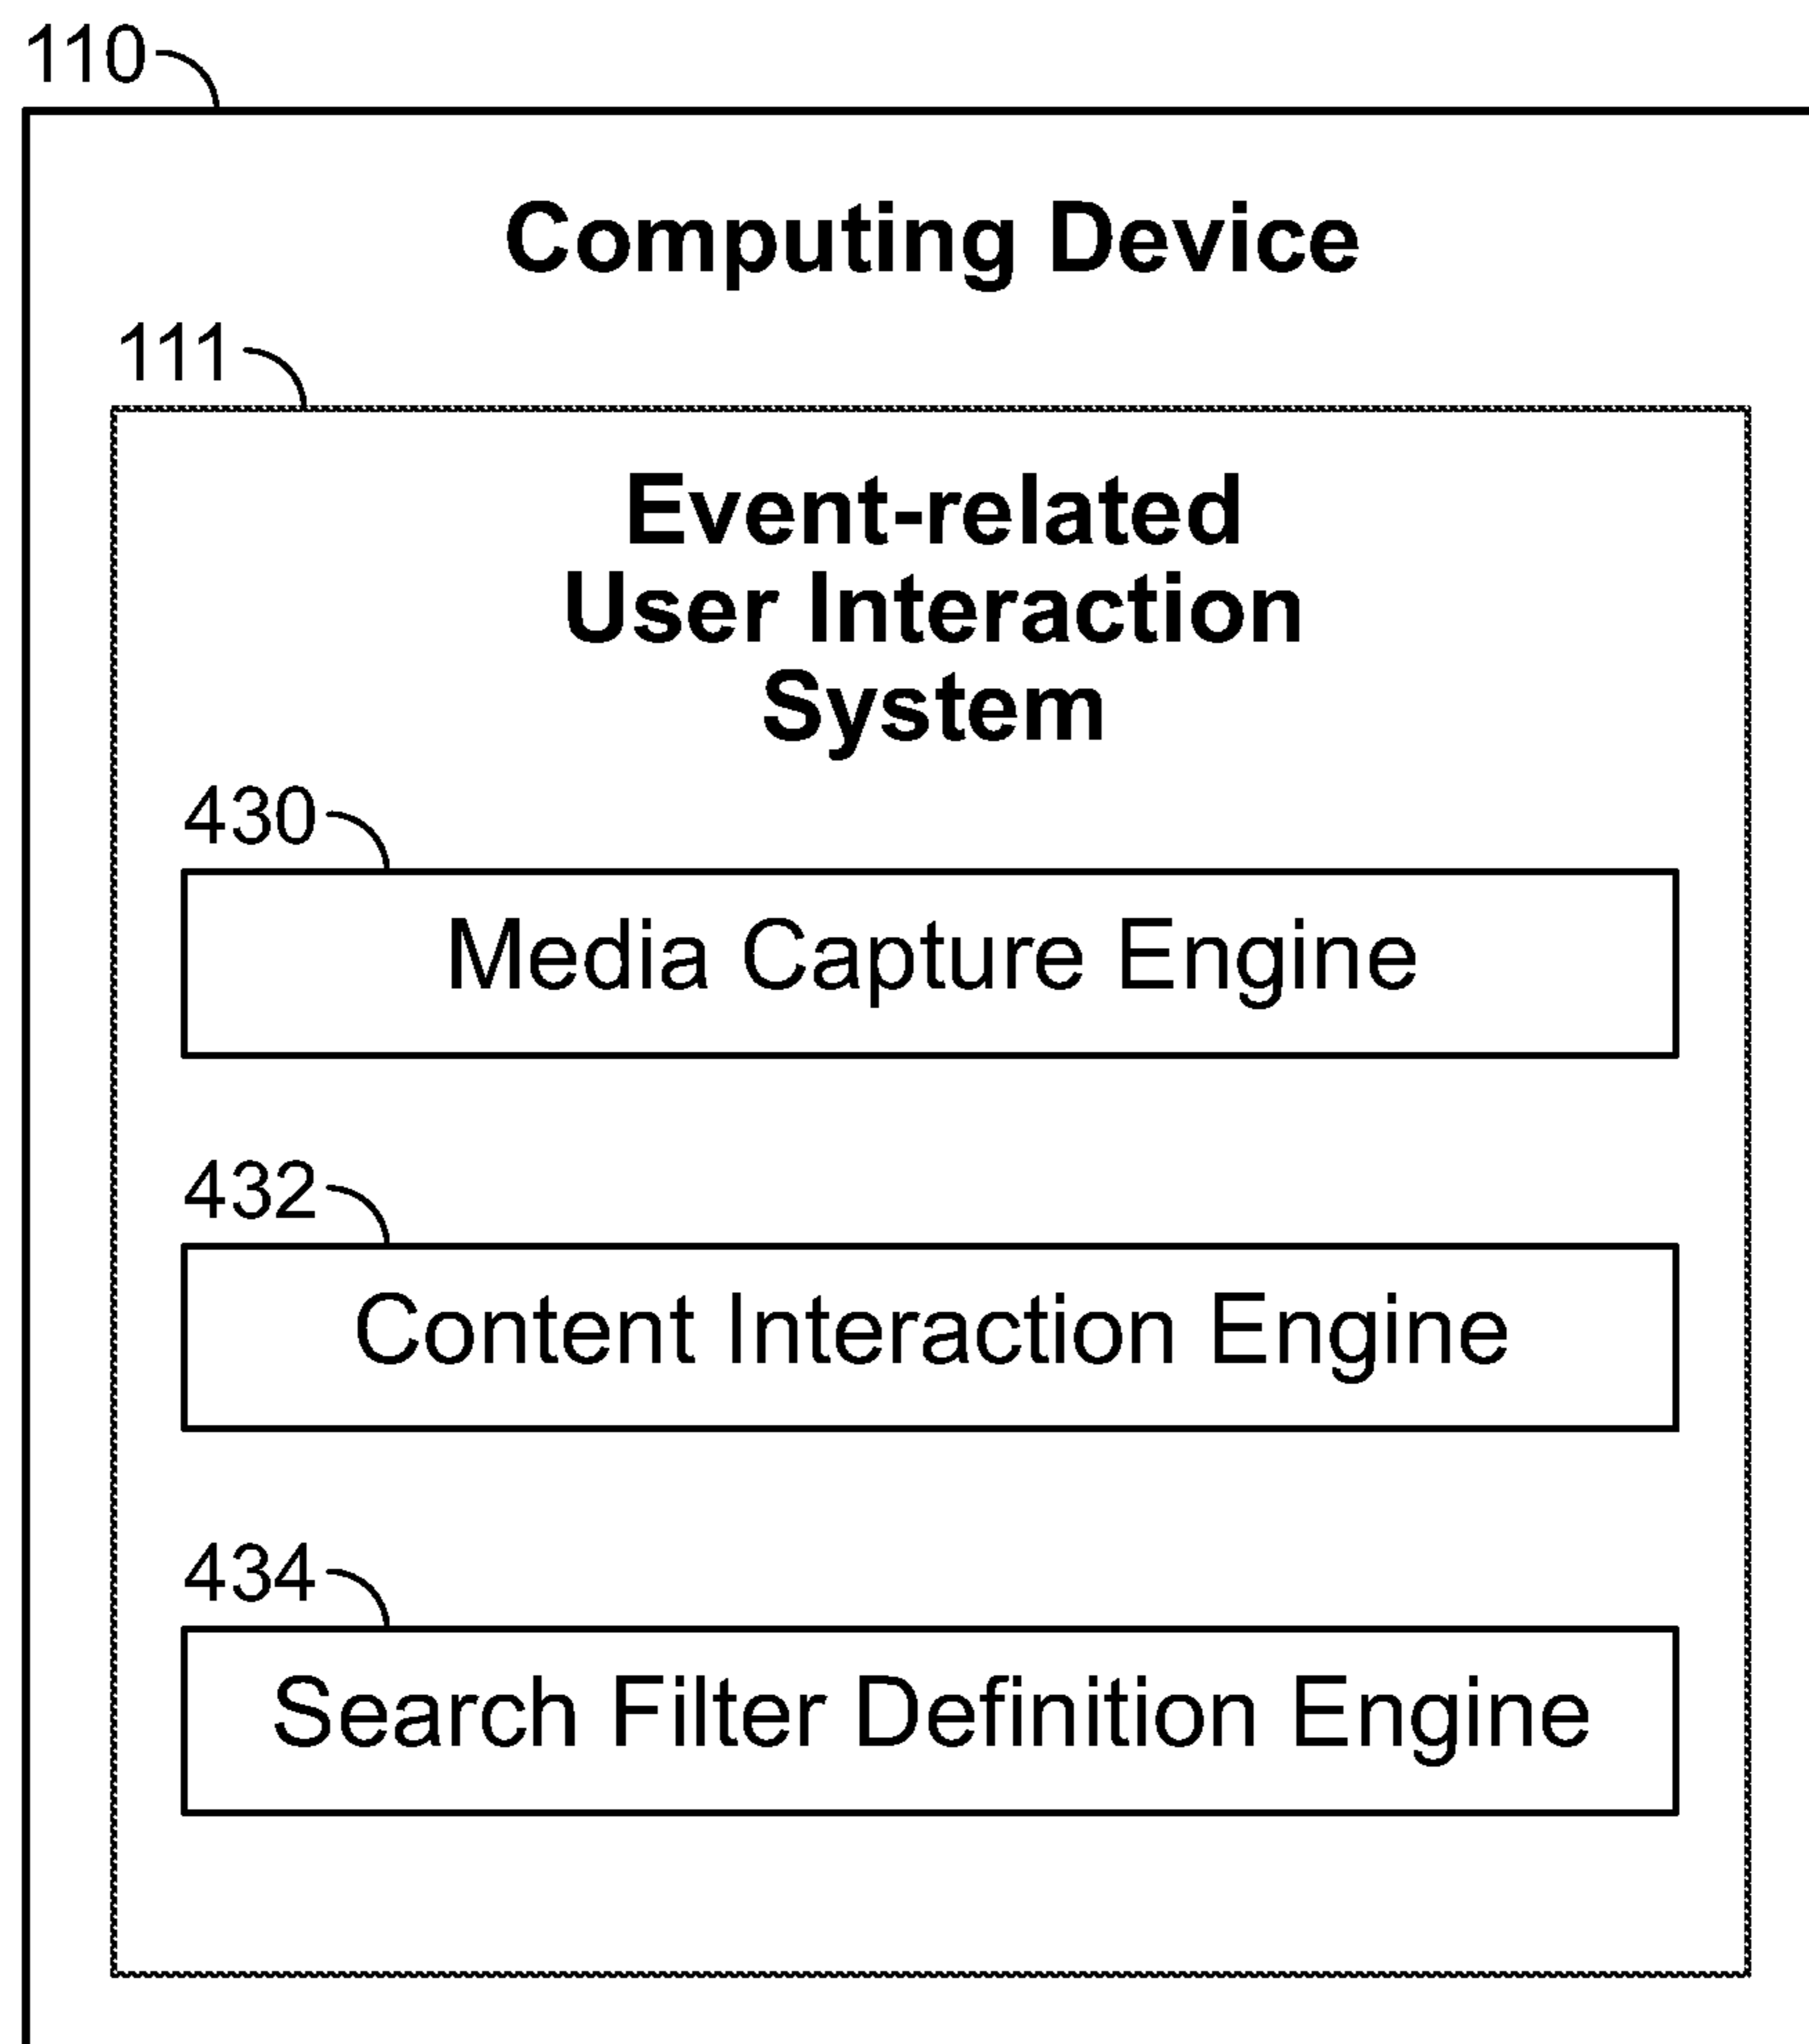 110
Computing Device
111
Event-related
User Interaction
System
430
Media Capture Engine
432
Content Interaction Engine
434
Search Filter Definition Engine